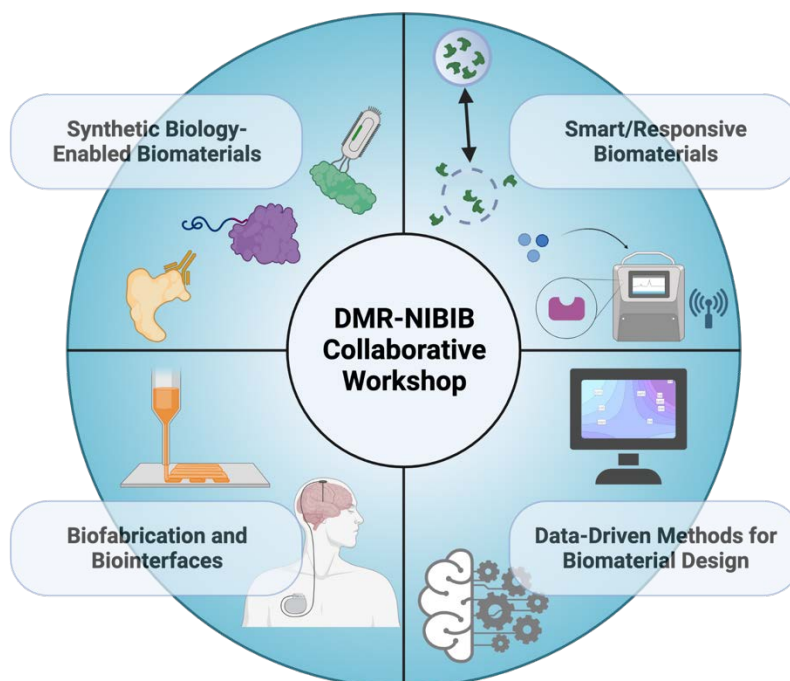 Synthetic Biology-
Enabled Biomaterials
Smart/Responsive
Biomaterials
DMR-NIBIB
Collaborative
Workshop
Biofabrication and
Biointerfaces
Data-Driven Methods for
Biomaterial Design